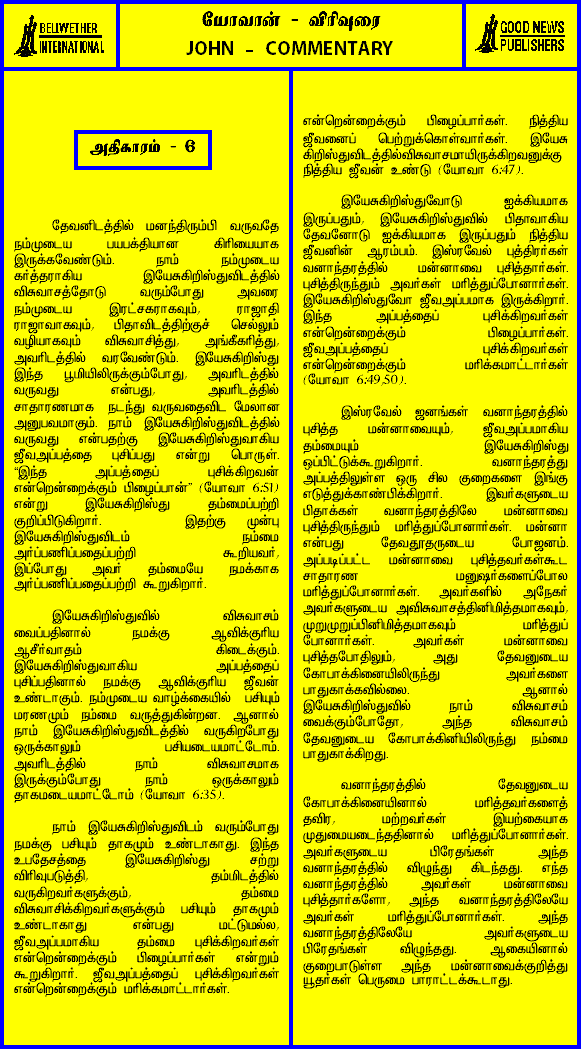 BELWETHER
INTERNATIONAL
யோவான் - விரிவுரை
JOHN - COMMENTARY
GOOD NEWS
PUBLISHERS
அதிகாரம் - 6
தேவனிடத்தில் மனந்திரும்பி வருவதே
நம்முடைய பயபக்தியான கிரியையாக
இருக்கவேண்டும். நாம் நம்முடைய
கர்த்தராகிய இயேசுகிறிஸ்துவிடத்தில்
விசுவாசத்தோடு வரும்போது அவரை
நம்முடைய இரட்சகராகவும், ராஜாதி
ராஜாவாகவும், பிதாவிடத்திற்குச் செல்லும்
வழியாகவும் விசுவாசித்து, அங்கீகரித்து,
அவரிடத்தில் வரவேண்டும். இயேசுகிறிஸ்து
இந்த பூமியிலிருக்கும்போது, அவரிடத்தில்
வருவது என்பது, அவரிடத்தில்
சாதாரணமாக நடந்து வருவதைவிட மேலான
அனுபவமாகும். நாம் இயேசுகிறிஸ்துவிடத்தில்
வருவது என்பதற்கு இயேசுகிறிஸ்துவாகிய
ஜீவஅப்பத்தை புசிப்பது என்று பொருள்.
“இந்த அப்பத்தைப் புசிக்கிறவன்
என்றென்றைக்கும் பிழைப்பான்” (யோவா 6:51)
என்று இயேசுகிறிஸ்து தம்மைப்பற்றி
குறிப்பிடுகிறார். இதற்கு முன்பு
இயேசுகிறிஸ்துவிடம் நம்மை
அர்ப்பணிப்பதைப்பற்றி கூறியவர்,
இப்போது அவர் தம்மையே நமக்காக
அர்ப்பணிப்பதைப்பற்றி கூறுகிறார்.
இயேசுகிறிஸ்துவில் விசுவாசம்
வைப்பதினால் நமக்கு ஆவிக்குரிய
ஆசீர்வாதம் கிடைக்கும்.
இயேசுகிறிஸ்துவாகிய அப்பத்தைப்
புசிப்பதினால் நமக்கு ஆவிக்குரிய ஜீவன்
உண்டாகும். நம்முடைய வாழ்க்கையில் பசியும்
மரணமும் நம்மை வருத்துகின்றன. ஆனால்
நாம் இயேசுகிறிஸ்துவிடத்தில் வருகிறபோது
ஒருக்காலும் பசியடையமாட்டோம்.
அவரிடத்தில் நாம் விசுவாசமாக
இருக்கும்போது நாம் ஒருக்காலும்
தாகமடையமாட்டோம் (யோவா 6:35).
நாம் இயேசுகிறிஸ்துவிடம் வரும்போது
நமக்கு பசியும் தாகமும் உண்டாகாது. இந்த
உபதேசத்தை இயேசுகிறிஸ்து சற்று
விரிவுபடுத்தி, தம்மிடத்தில்
வருகிறவர்களுக்கும், தம்மை
விசுவாசிக்கிறவர்களுக்கும் பசியும் தாகமும்
உண்டாகாது என்பது மட்டுமல்ல,
ஜீவஅப்பமாகிய தம்மை புசிக்கிறவர்கள்
என்றென்றைக்கும் பிழைப்பார்கள் என்றும்
கூறுகிறார். ஜீவஅப்பத்தைப் புசிக்கிறவர்கள்
என்றென்றைக்கும் மரிக்கமாட்டார்கள்.
என்றென்றைக்கும் பிழைப்பார்கள். நித்திய
ஜீவனைப் பெற்றுக்கொள்வார்கள். இயேசு
கிறிஸ்துவிடத்தில்விசுவாசமாயிருக்கிறவனுக்கு
நித்திய ஜீவன் உண்டு (யோவா 6:47).
இயேசுகிறிஸ்துவோடு ஐக்கியமாக
இருப்பதும், இயேசுகிறிஸ்துவில் பிதாவாகிய
தேவனோடு ஐக்கியமாக இருப்பதும் நித்திய
ஜீவனின் ஆரம்பம். இஸ்ரவேல் புத்திரர்கள்
வனாந்தரத்தில் மன்னாவை புசித்தார்கள்.
புசித்திருந்தும் அவர்கள் மரித்துப்போனார்கள்.
இயேசுகிறிஸ்துவோ ஜீவஅப்பமாக இருக்கிறார்.
இந்த அப்பத்தைப் புசிக்கிறவர்கள்
என்றென்றைக்கும் பிழைப்பார்கள்.
ஜீவஅப்பத்தைப் புசிக்கிறவர்கள்
என்றென்றைக்கும் மரிக்கமாட்டார்கள்
(யோவா 6:49,50).
இஸ்ரவேல் ஜனங்கள் வனாந்தரத்தில்
புசித்த மன்னாவையும், ஜீவஅப்பமாகிய
தம்மையும் இயேசுகிறிஸ்து
ஒப்பிட்டுக்கூறுகிறார். வனாந்தரத்து
அப்பத்திலுள்ள ஒரு சில குறைகளை இங்கு
எடுத்துக்காண்பிக்கிறார். இவர்களுடைய
பிதாக்கள் வனாந்தரத்திலே மன்னாவை
புசித்திருந்தும் மரித்துப்போனார்கள். மன்னா
என்பது தேவதூதருடைய போஜனம்.
அப்படிப்பட்ட மன்னாவை புசித்தவர்கள்கூட
சாதாரண மனுஷர்களைப்போல
மரித்துப்போனார்கள். அவர்களில் அநேகர்
அவர்களுடைய அவிசுவாசத்தினிமித்தமாகவும்,
முறுமுறுப்பினிமித்தமாகவும் மரித்துப்
போனார்கள். அவர்கள் மன்னாவை
புசித்தபோதிலும், அது தேவனுடைய
கோபாக்கினையிலிருந்து அவர்களை
பாதுகாக்கவில்லை. ஆனால்
இயேசுகிறிஸ்துவில் நாம் விசுவாசம்
வைக்கும்போதோ, அந்த விசுவாசம்
தேவனுடைய கோபாக்கினியிலிருந்து நம்மை
பாதுகாக்கிறது.
வனாந்தரத்தில் தேவனுடைய
கோபாக்கினையினால் மரித்தவர்களைத்
தவிர, மற்றவர்கள் இயற்கையாக
முதுமையடைந்ததினால் மரித்துப்போனார்கள்.
அவர்களுடைய பிரேதங்கள் அந்த
வனாந்தரத்தில் விழுந்து கிடந்தது. எந்த
வனாந்தரத்தில் அவர்கள் மன்னாவை
புசித்தார்களோ, அந்த வனாந்தரத்திலேயே
அவர்கள் மரித்துப்போனார்கள். அந்த
வனாந்தரத்திலேயே அவர்களுடைய
பிரேதங்கள் விழுந்தது. ஆகையினால்
குறைபாடுள்ள அந்த மன்னாவைக்குறித்து
யூதர்கள் பெருமை பாராட்டக்கூடாது.